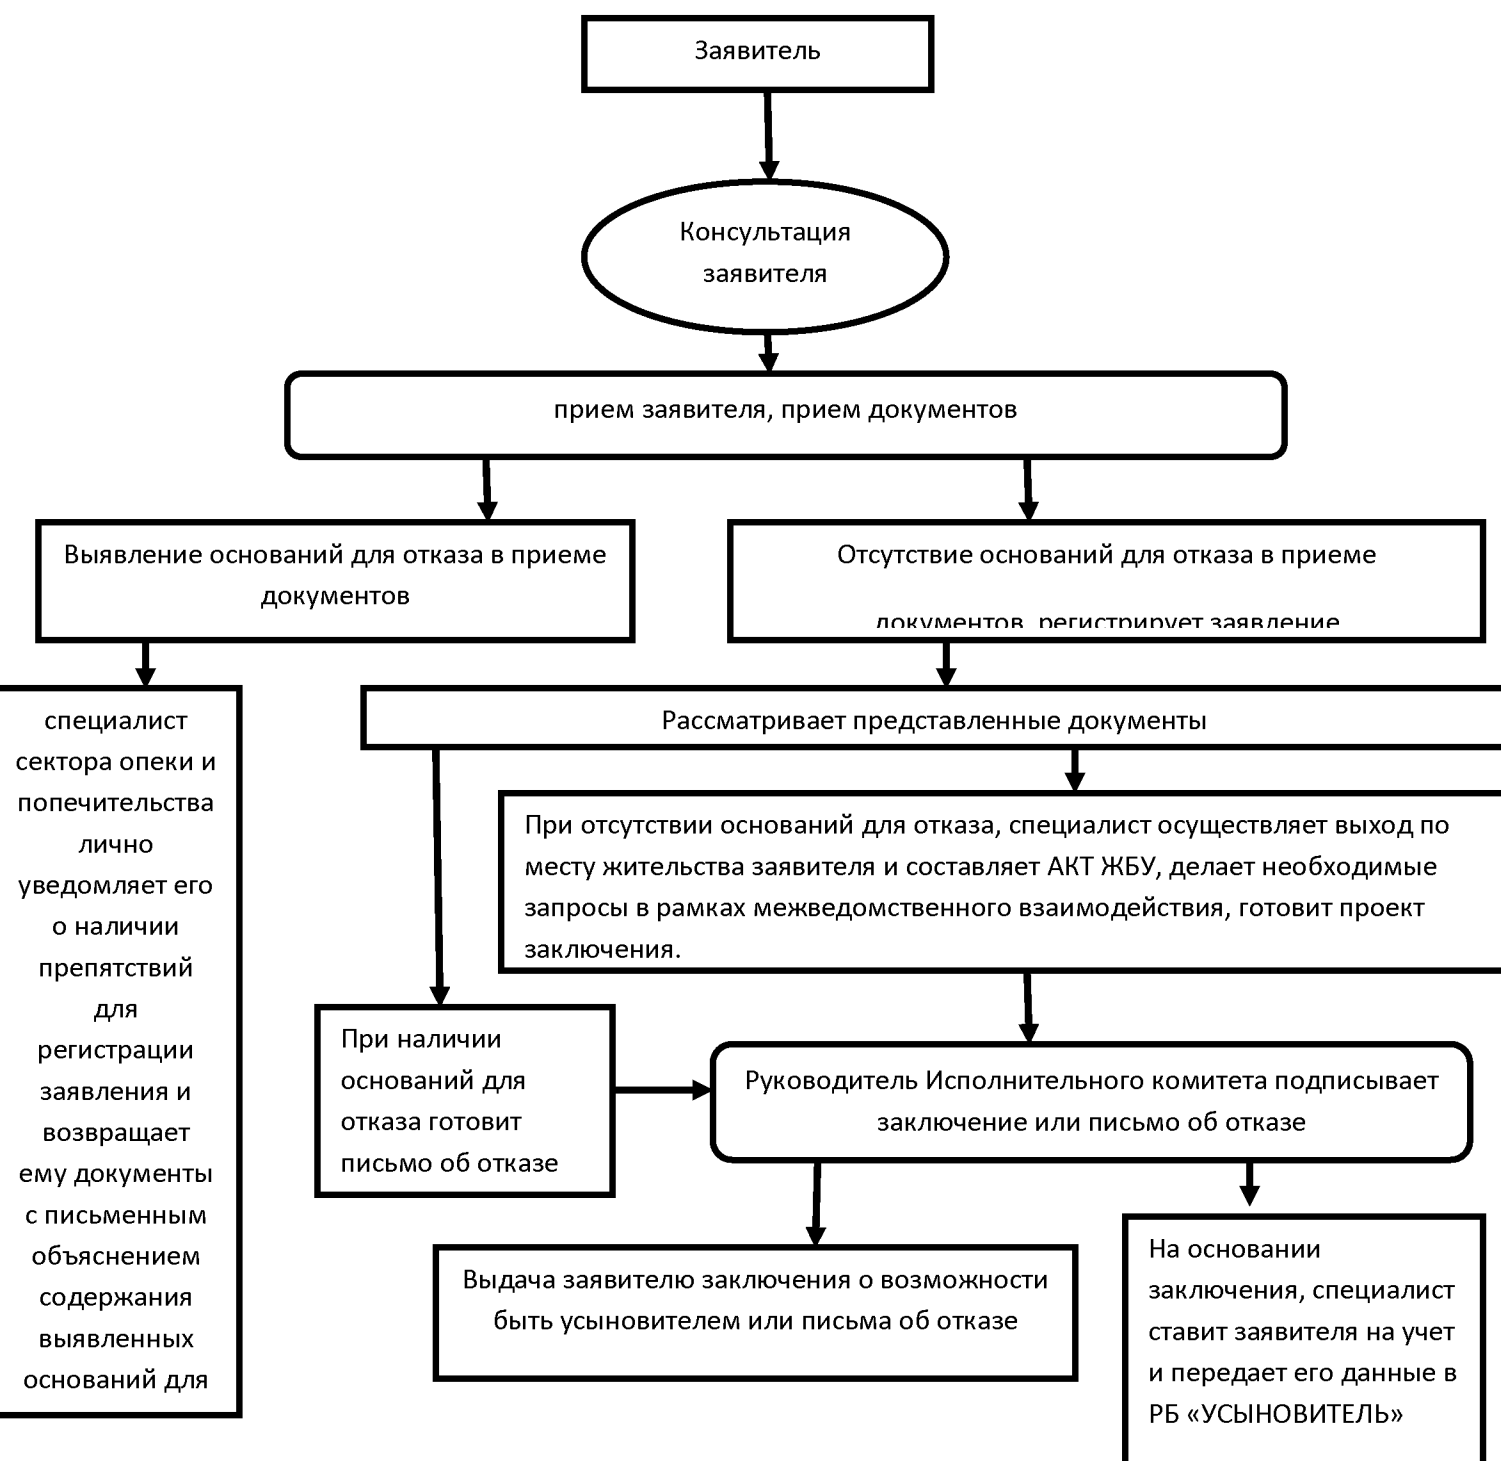 Заявитель
Консультация
заявителя
прием заявителя, прием документов
Выявление оснований для отказа в приеме
документов
Отсутствие оснований для отказа в приеме
документов, регистрирует заявление
специалист
сектора опеки и
попечительства
лично
уведомляет его
о наличии
препятствий
для
регистрации
заявления и
возвращает
ему документы
с письменным
объяснением
содержания
выявленных
оснований для
Рассматривает представленные документы
При отсутствии оснований для отказа, специалист осуществляет выход по
месту жительства заявителя и составляет АКТ ЖБУ, делает необходимые
запросы в рамках межведомственного взаимодействия, готовит проект
заключения.
При наличии
оснований для
отказа готовит
письмо об отказе
Руководитель Исполнительного комитета подписывает
заключение или письмо об отказе
Выдача заявителю заключения о возможности
быть усыновителем или письма об отказе
На основании
заключения, специалист
ставит заявителя на учет
и передает его данные в
РБ «УСЫНОВИТЕЛЬ»